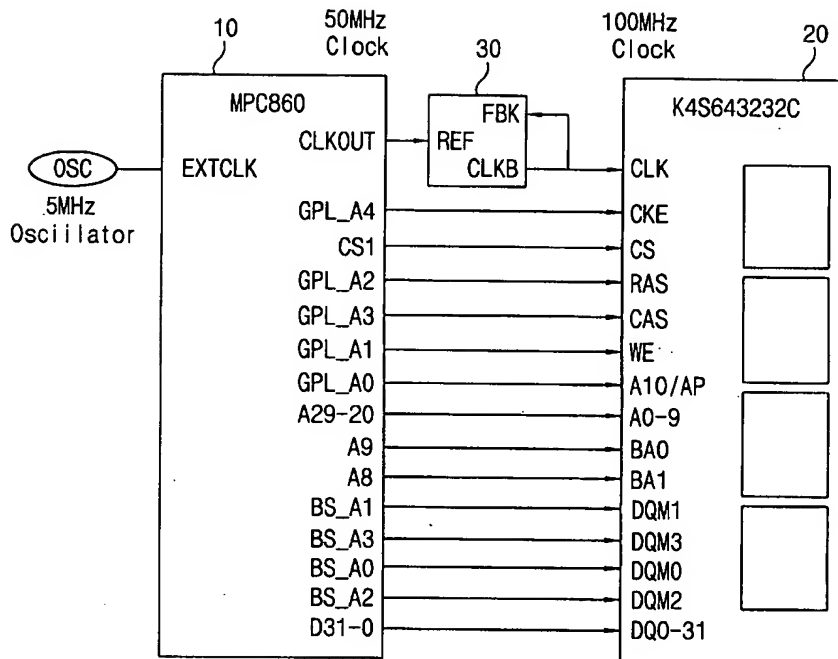 10
50MHz
Clock
30
100MHz
Clock
20
MPC860
CLKOUT
EXTCLK
OSC
5MHz
Oscillator
FBK
REF
CLKB
K4S643232C
CLK
GPL_A4
CKE
CS1
CS
GPL_A2
RAS
GPL_A3
CAS
GPL_A1
WE
GPL_A0
A10/AP
A29-20
A0-9
A9
BA0
A8
BA1
BS_A1
DQM1
BS_A3
DQM3
BS_A0
DQM0
BS_A2
DQM2
D31-0
DQ0-31